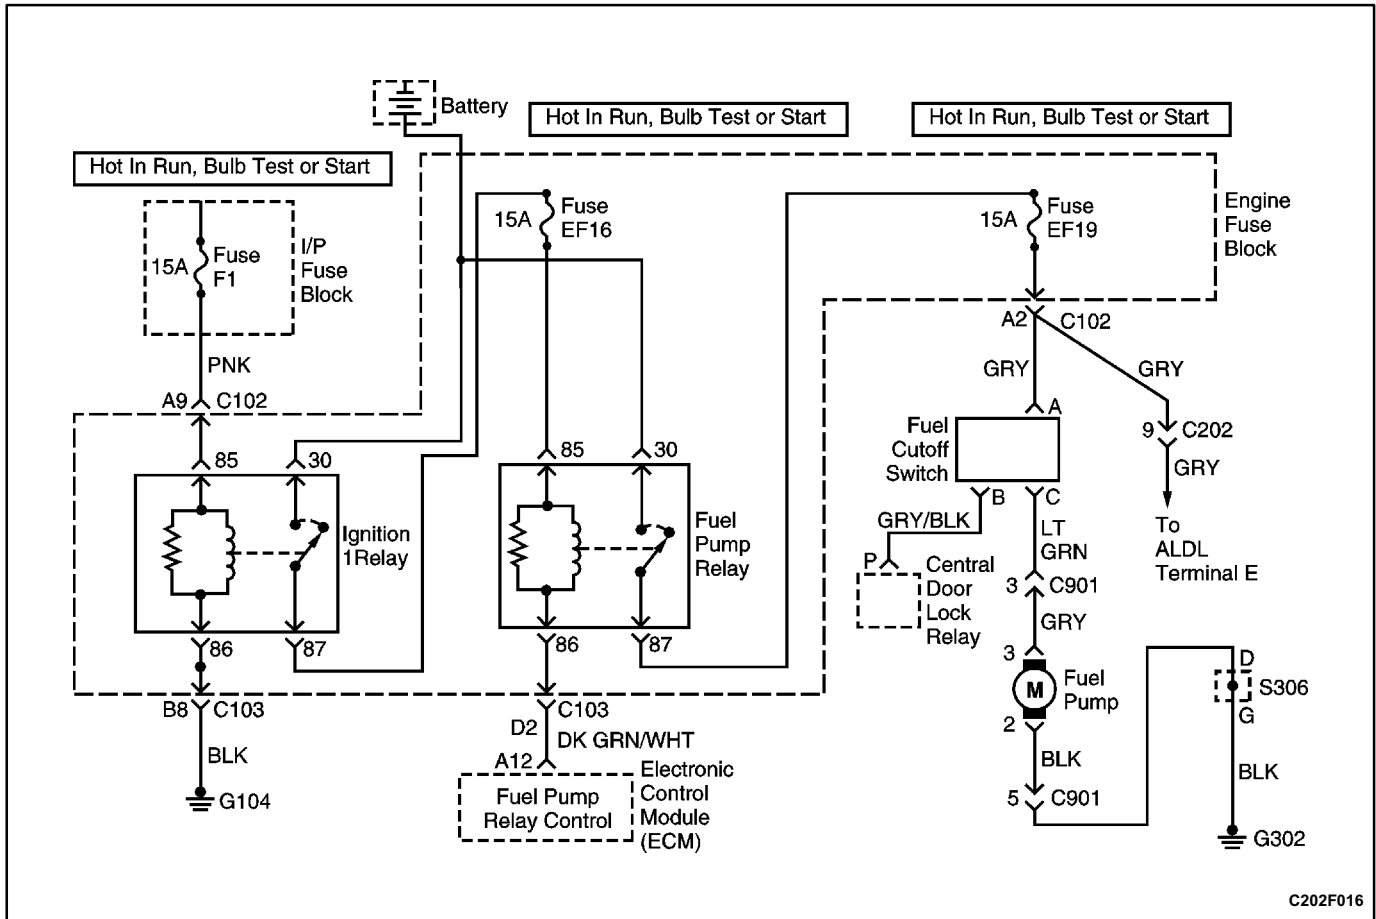 Battery
Hot In Run, Bulb Test or Start
Hot In Run, Bulb Test or Start
Hot In Run, Bulb Test or Start
15A
Fuse
F1
I/P
Fuse
Block
15A
Fuse
EF16
15A
Fuse
EF19
Engine
Fuse
Block
PNK
A9
C102
A2
C102
GRY
GRY
A
Fuel
Cutoff
Switch
9
C202
GRY
To
ALDL
Terminal E
85
30
Ignition
1Relay
86
87
85
30
Fuel
Pump
Relay
86
87
B
C
GRY/BLK
LT
GRN
P
Central
Door
Lock
Relay
3
C901
GRY
3
M
Fuel
Pump
2
BLK
5
C901
D
S306
G
BLK
G302
B8
C103
BLK
G104
C103
D2
DK GRN/WHT
A12
Fuel Pump
Relay Control
Electronic
Control
Module
(ECM)
C202F016